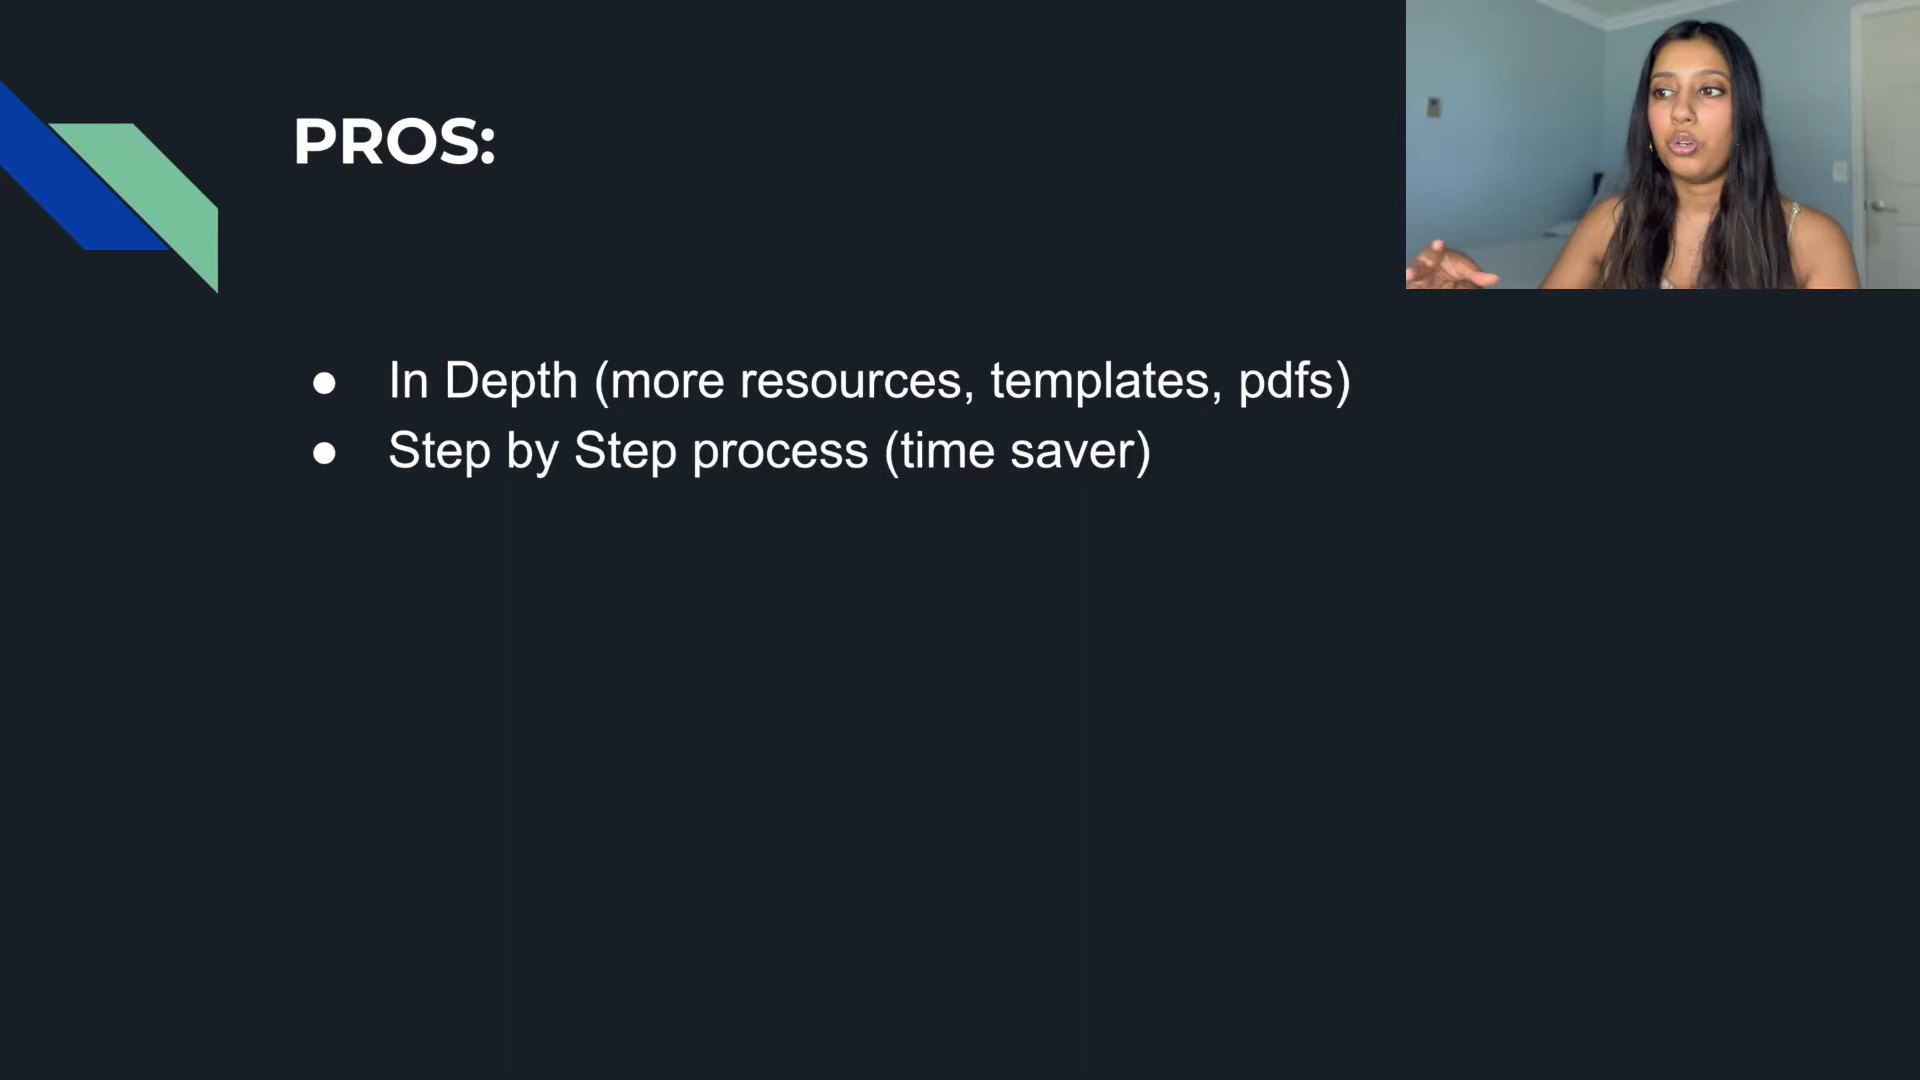 PROS:
● In Depth (more resources, templates, pdfs)
● Step by Step process (time saver)